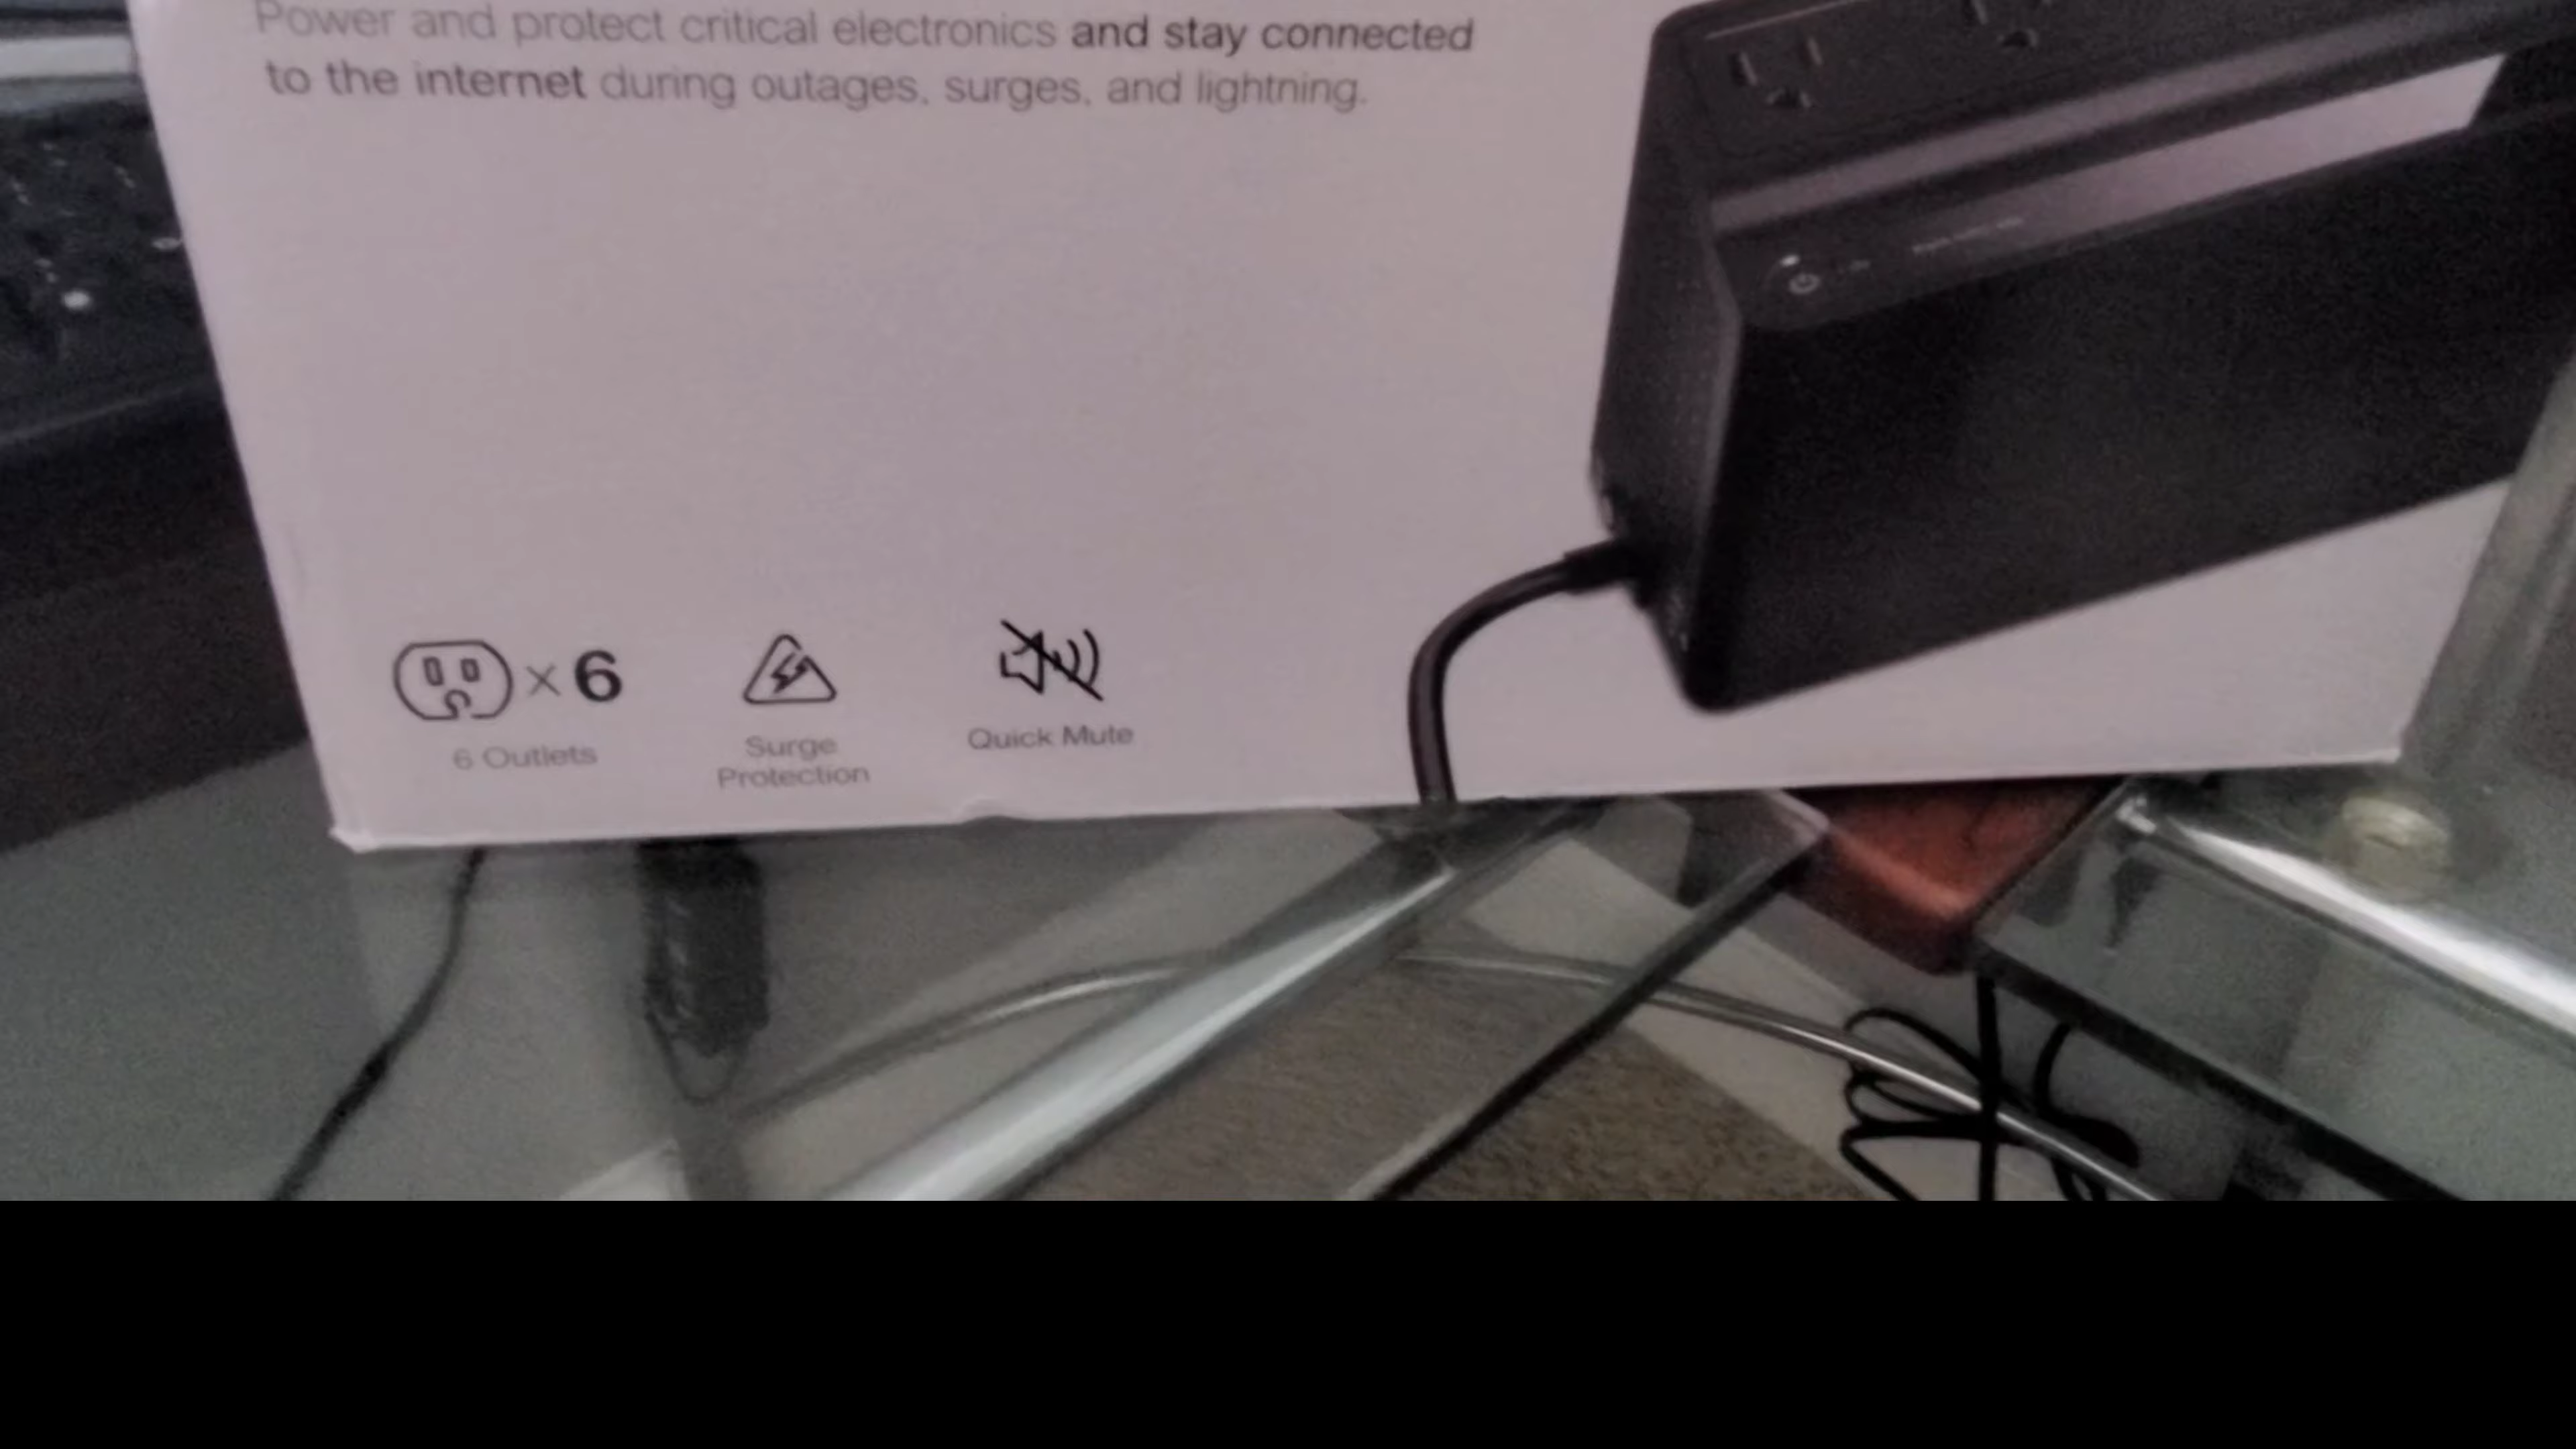 Power and protect critical electronics and stay connected
to the internet during outages, surges, and lightning.
× 6
6 Outlets
Surge
Protection
Quick Mute